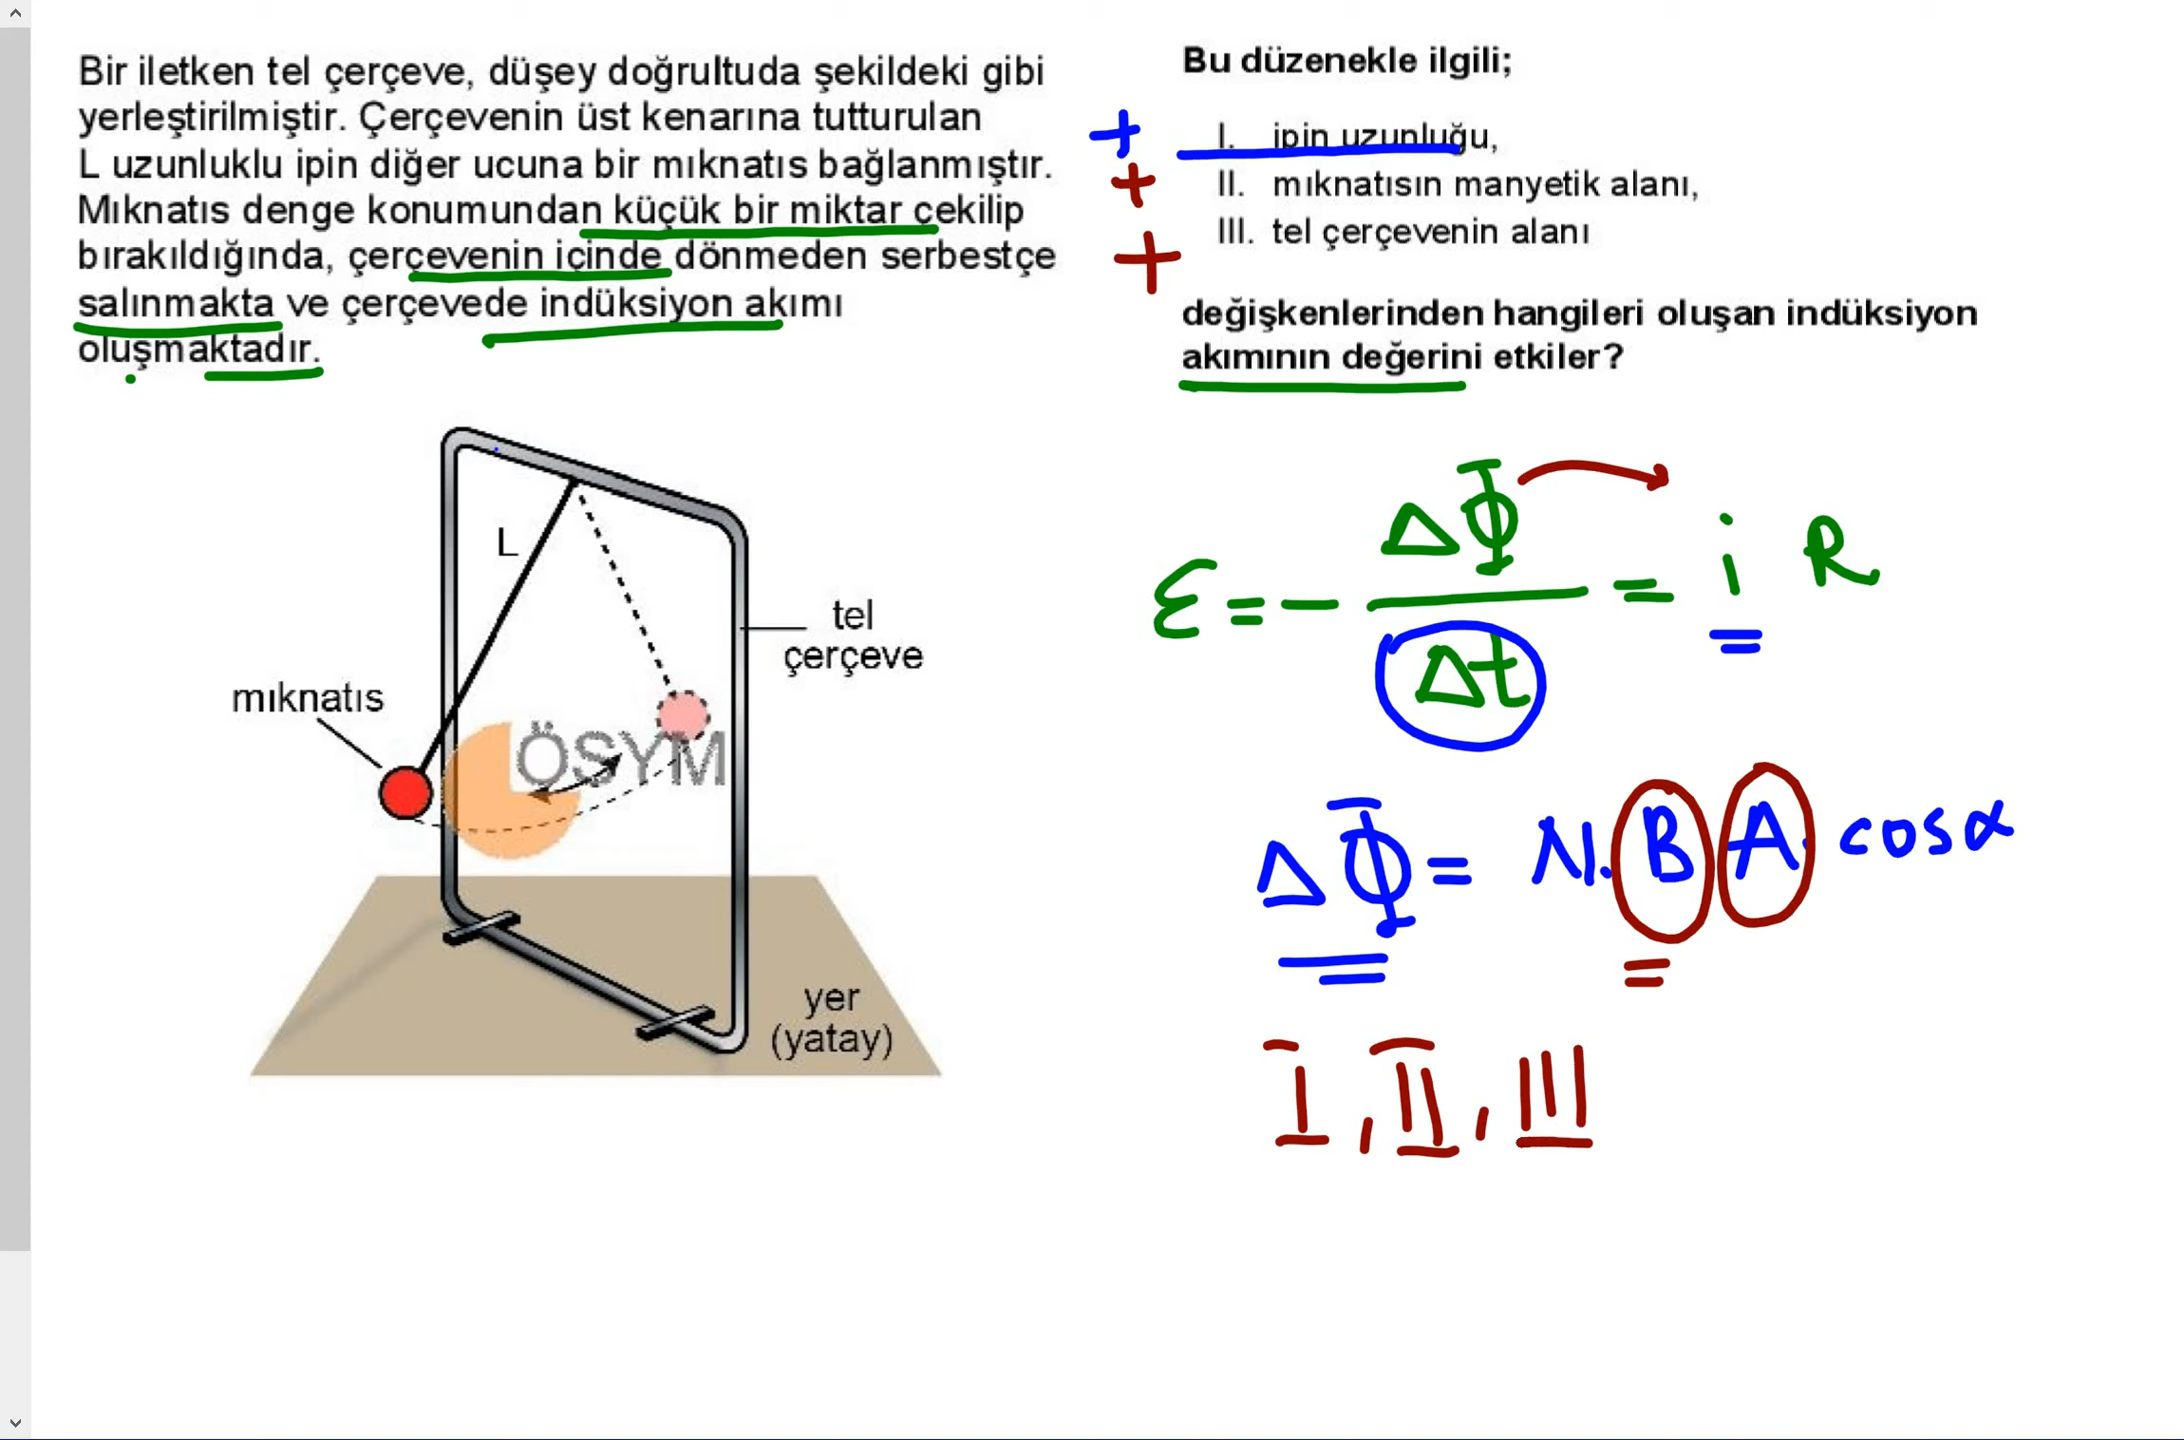 Bir iletken tel çerçeve, düşey doğrultuda şekildeki gibi
yerleştirilmiştir. Çerçevenin üst kenarına tutturulan
L uzunluklu ipin diğer ucuna bir mıknatıs bağlanmıştır.
Mıknatıs denge konumundan küçük bir miktar çekilip
bırakıldığında, çerçevenin içinde dönmeden serbestçe
salınmakta ve çerçevede indüksiyon akımı
oluşmaktadır.
L
mıknatıs
tel
çerçeve
ÖSYM
yer
(yatay)
Bu düzenekle ilgili;
+ I. ipin uzunluğu,
+ II. mıknatısın manyetik alanı,
+ III. tel çerçevenin alanı
değişkenlerinden hangileri oluşan indüksiyon
akımının değerini etkiler?
ε = - ΔΦ / Δt = i R
ΔΦ = N.B A. cosα
I, II, III